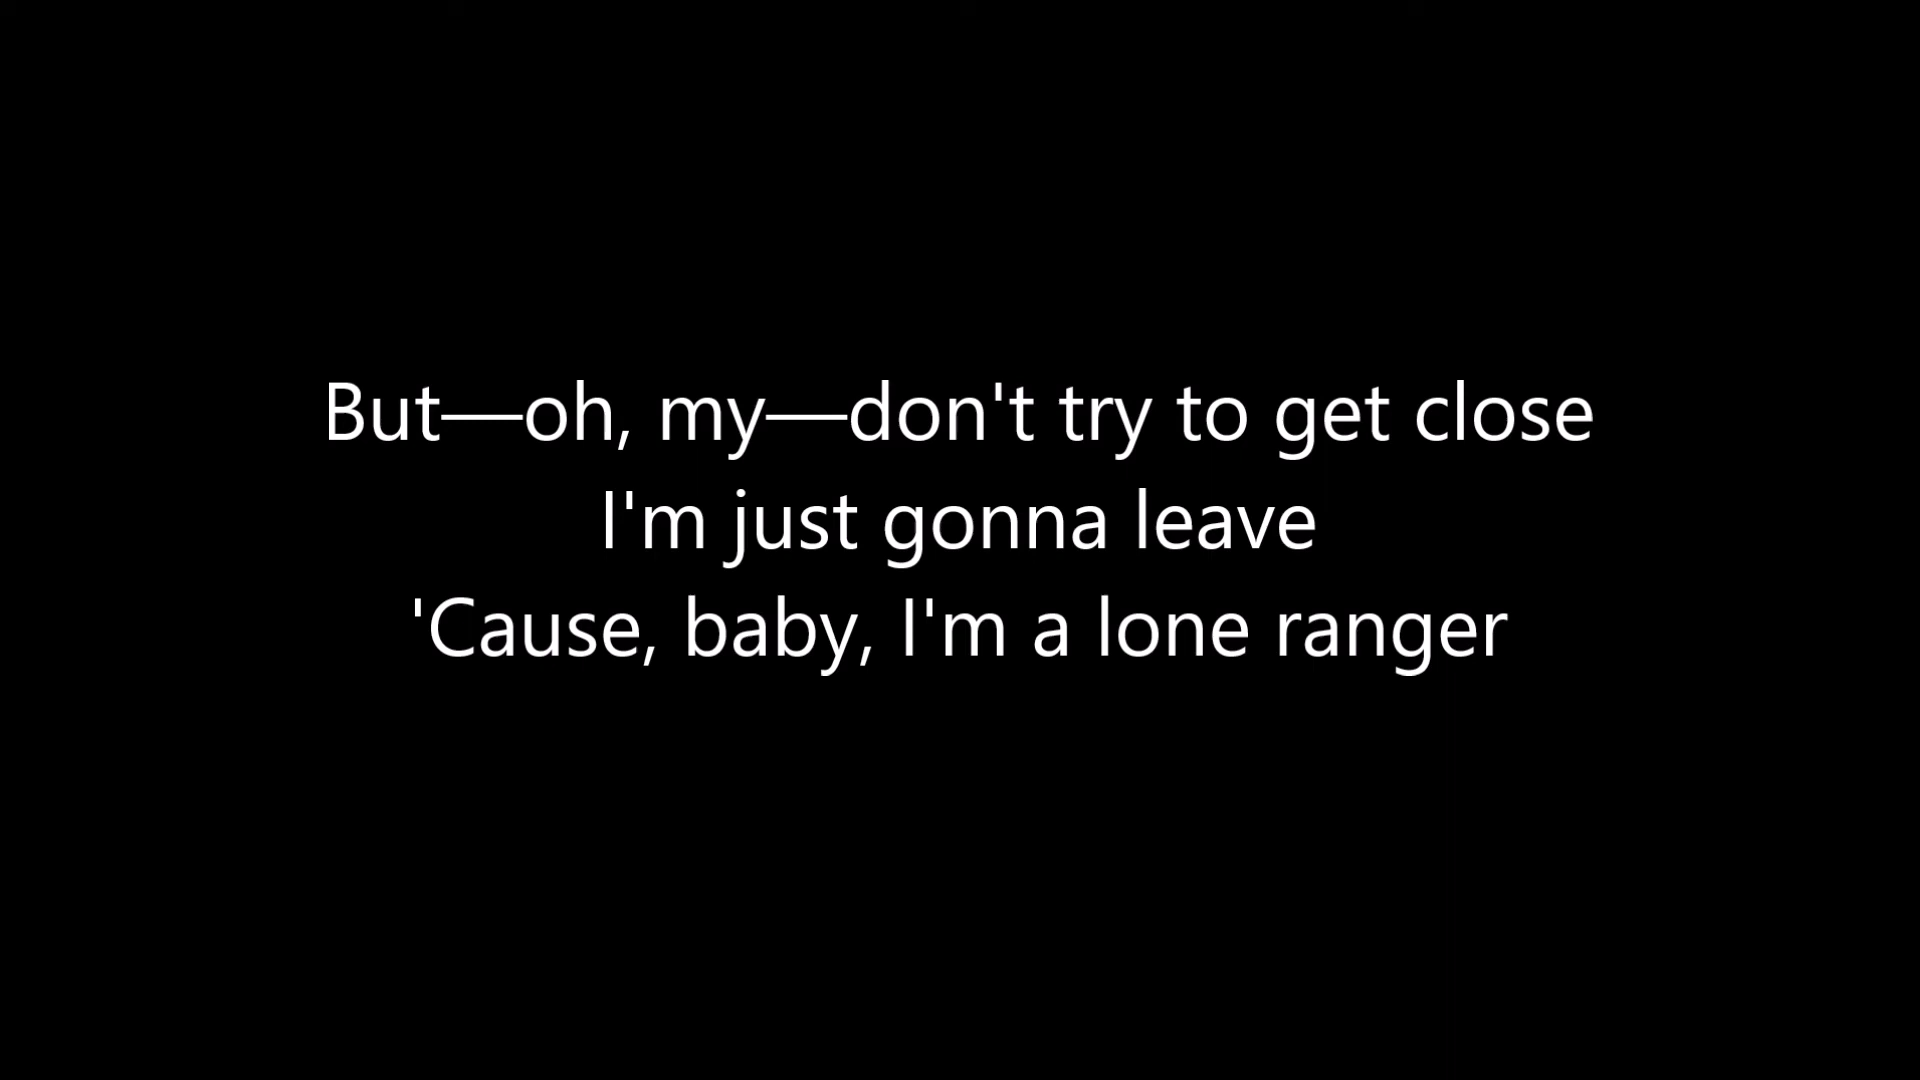 But—oh, my—don't try to get close
I'm just gonna leave
'Cause, baby, I'm a lone ranger